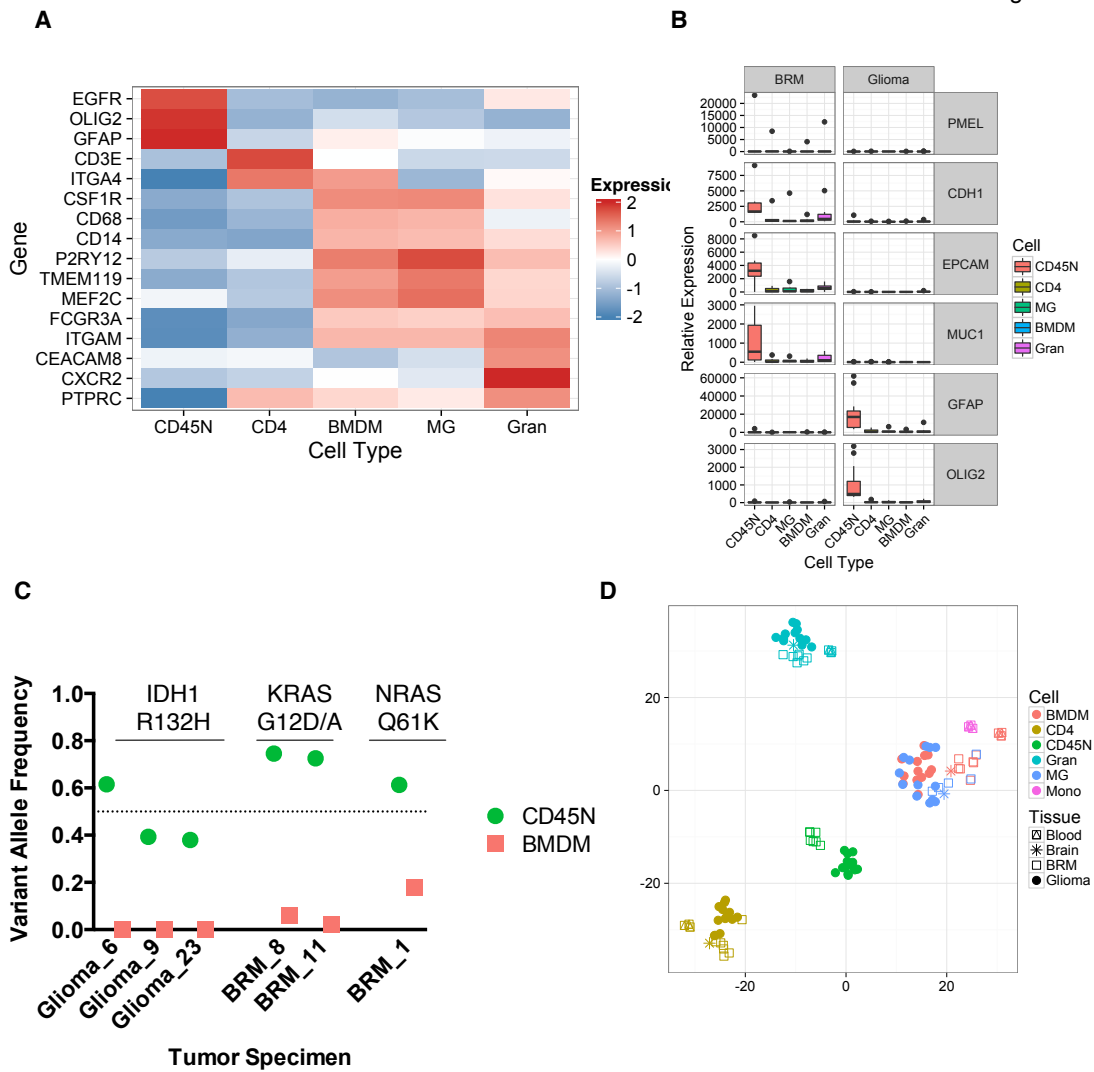 A
EGFR
OLIG2
GFAP
CD3E
ITGA4
CSF1R
CD68
CD14
P2RY12
TMEM119
MEF2C
FCGR3A
ITGAM
CEACAM8
CXCR2
PTPRC
Gene
CD45N CD4 BMDM MG Gran
Cell Type
Expressic
2
1
0
-1
-2
B
BRM Glioma
20000
15000
10000
5000
0
PMEL
7500
5000
2500
0
CDH1
8000
6000
4000
2000
0
EPCAM
3000
2000
1000
0
MUC1
60000
40000
20000
0
GFAP
3000
2000
1000
0
OLIG2
Relative Expression
CD45N CD4 MG BMDM Gran CD45N CD4 MG BMDM Gran
Cell Type
Cell
CD45N
CD4
MG
BMDM
Gran
C
IDH1 KRAS NRAS
R132H G12D/A Q61K
1.0
0.8
0.6
0.4
0.2
0.0
Variant Allele Frequency
Glioma_6 Glioma_9 Glioma_23 BRM_8 BRM_11 BRM_1
Tumor Specimen
CD45N
BMDM
D
20
0
-20
-20 0 20
Cell
BMDM
CD4
CD45N
Gran
MG
Mono
Tissue
Blood
Brain
BRM
Glioma